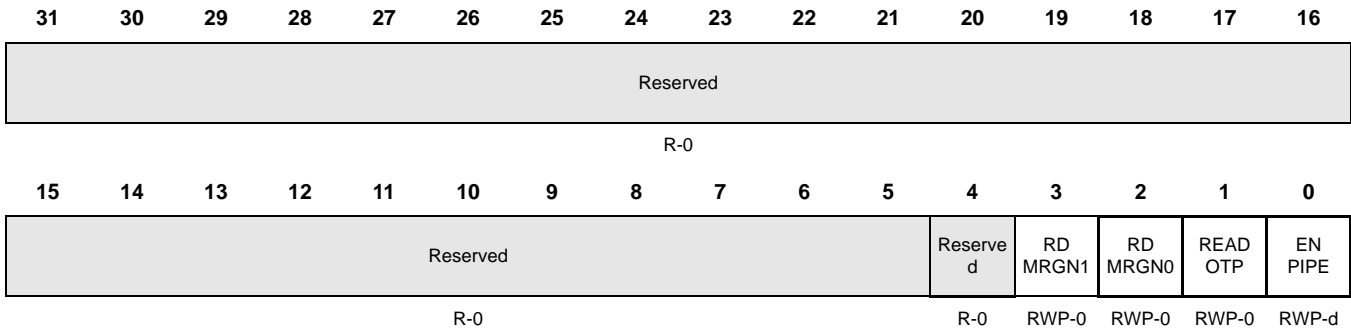 31 30 29 28 27 26 25 24 23 22 21 20 19 18 17 16
Reserved
R-0
15 14 13 12 11 10 9 8 7 6 5 4 3 2 1 0
Reserved Reserve RD RD READ EN
d MRGN1 MRGN0 OTP PIPE
R-0 R-0 RWP-0 RWP-0 RWP-0 RWP-d